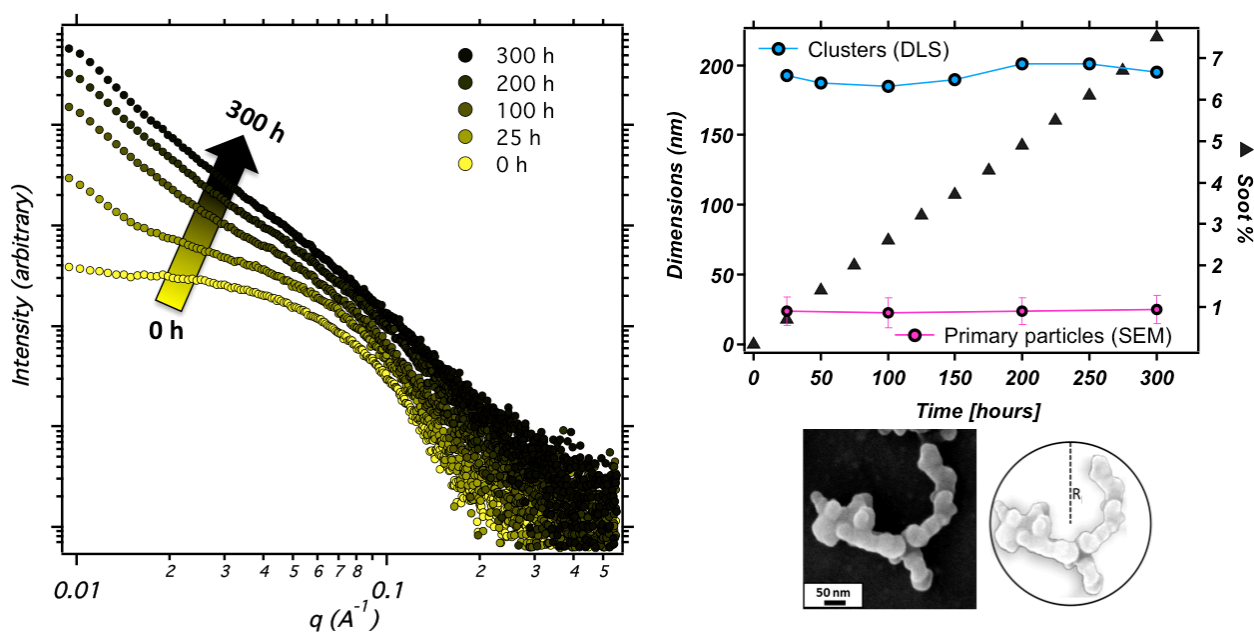 300 h
200 h
100 h
25 h
0 h
300 h
0 h
Intensity (arbitrary)
0.01
2
3
4
5
6
7
8
0.1
2
3
4
5
q (A⁻¹)
Clusters (DLS)
Primary particles (SEM)
Dimensions (nm)
200
150
100
50
0
7
6
5
4
3
2
1
▲ Soot %
0
50
100
150
200
250
300
Time [hours]
50 nm
R